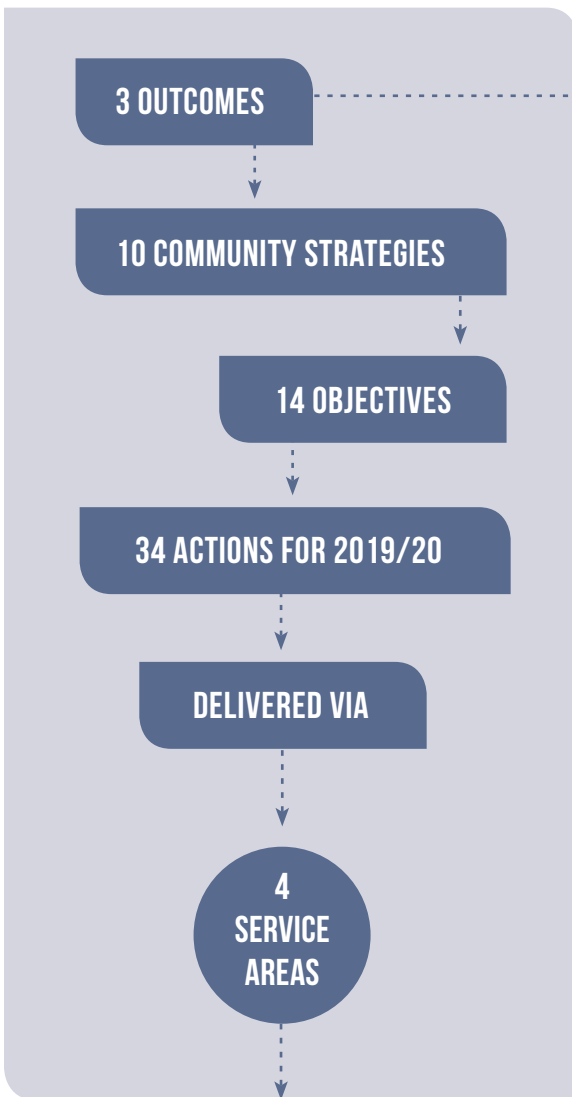 3 OUTCOMES
10 COMMUNITY STRATEGIES
14 OBJECTIVES
34 ACTIONS FOR 2019/20
DELIVERED VIA
4
SERVICE
AREAS